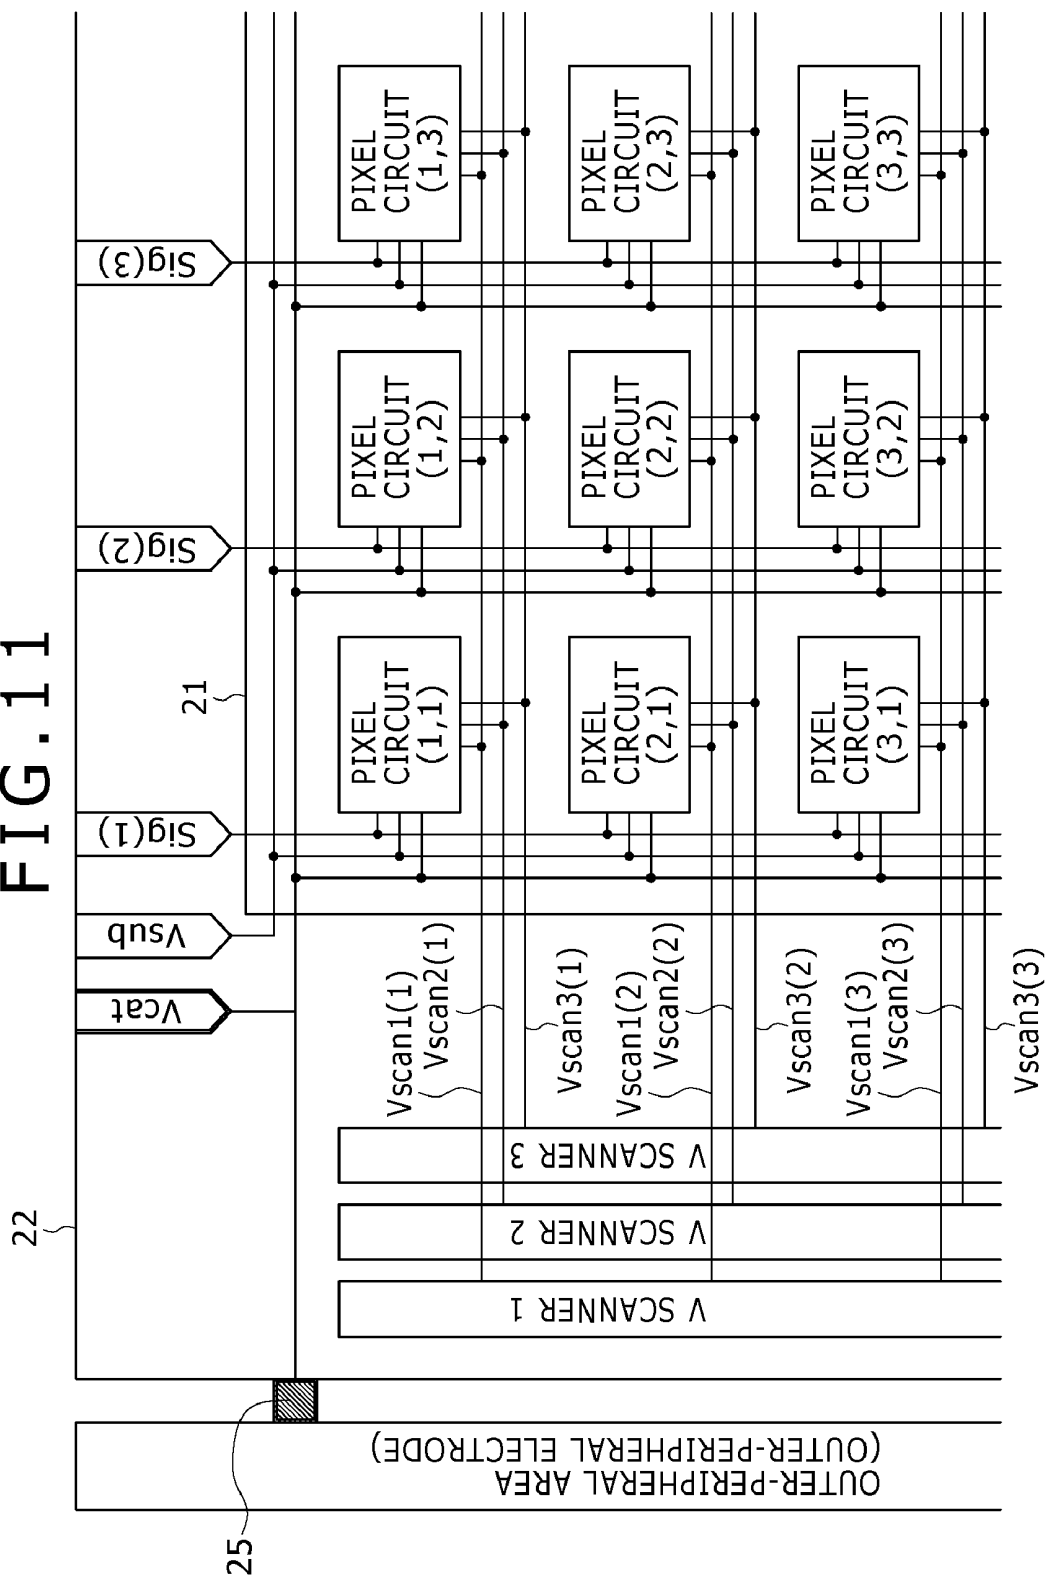 FIG.11
22
21
25
Vcat
Vsub
Sig(1)
Sig(2)
Sig(3)
PIXEL
CIRCUIT
(1,1)
PIXEL
CIRCUIT
(1,2)
PIXEL
CIRCUIT
(1,3)
PIXEL
CIRCUIT
(2,1)
PIXEL
CIRCUIT
(2,2)
PIXEL
CIRCUIT
(2,3)
PIXEL
CIRCUIT
(3,1)
PIXEL
CIRCUIT
(3,2)
PIXEL
CIRCUIT
(3,3)
Vscan1(1)
Vscan2(1)
Vscan3(1)
Vscan1(2)
Vscan2(2)
Vscan3(2)
Vscan1(3)
Vscan2(3)
Vscan3(3)
V SCANNER 1
V SCANNER 2
V SCANNER 3
OUTER-PERIPHERAL AREA
(OUTER-PERIPHERAL ELECTRODE)